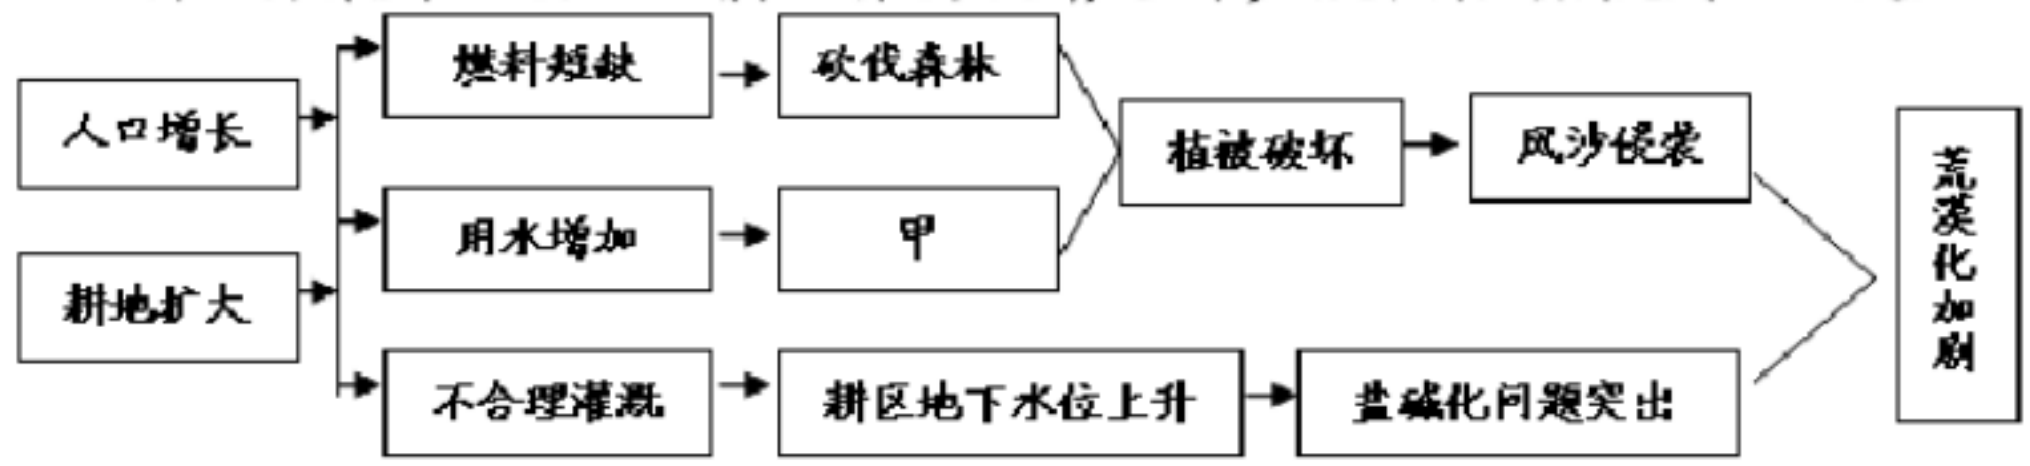 人口增长
耕地扩大
燃料短缺
砍伐森林
用水增加
甲
植被破坏
风沙侵袭
不合理灌溉
耕区地下水位上升
盐碱化问题突出
荒漠化加剧